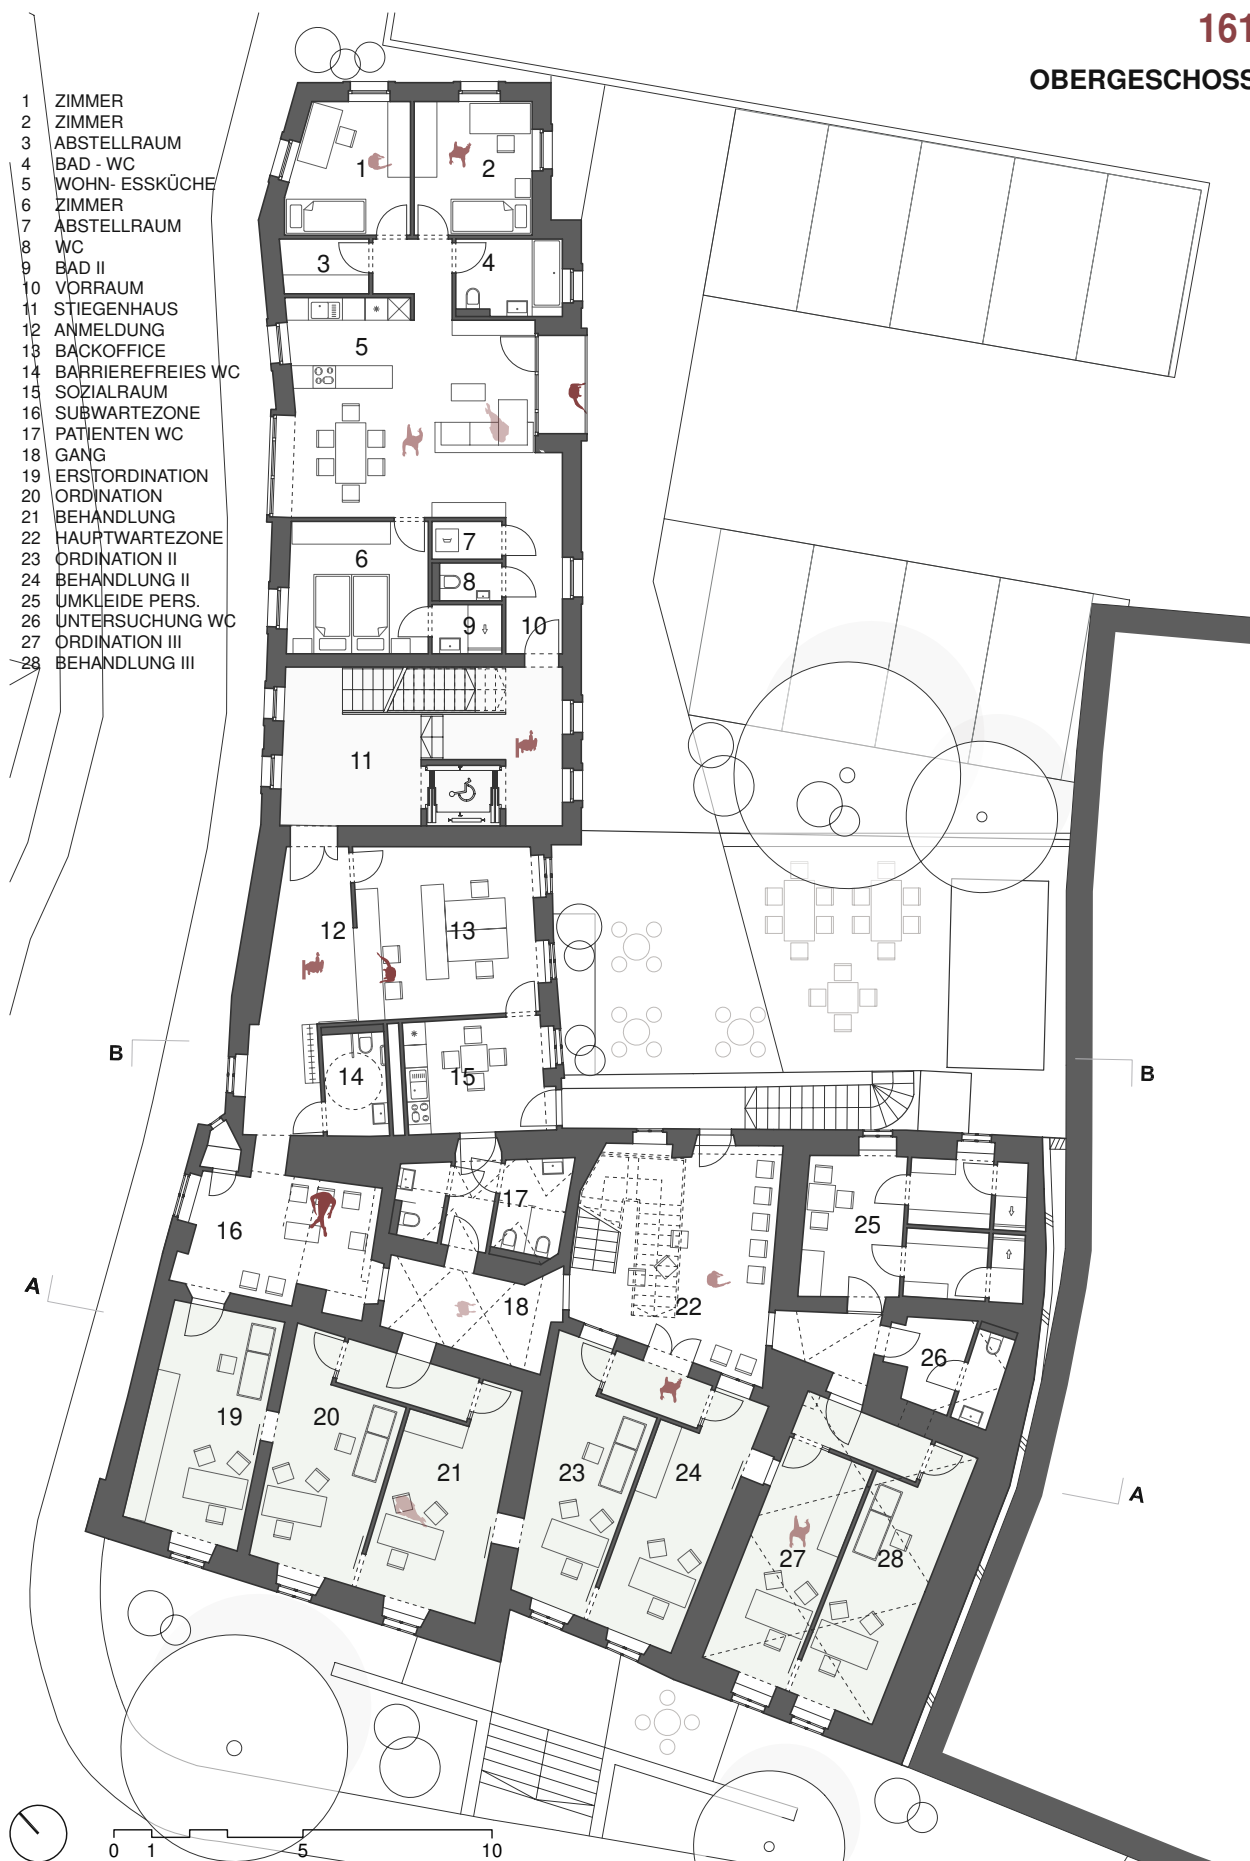 161
OBERGESCHOSS
1 ZIMMER
2 ZIMMER
3 ABSTELLRAUM
4 BAD - WC
5 WOHN- ESSKÜCHE
6 ZIMMER
7 ABSTELLRAUM
8 WC
9 BAD II
10 VORRAUM
11 STIEGENHAUS
12 ANMELDUNG
13 BACKOFFICE
14 BARRIEREFREIES WC
15 SOZIALRAUM
16 SUBWARTEZONE
17 PATIENTEN WC
18 GANG
19 ERSTORDINATION
20 ORDINATION
21 BEHANDLUNG
22 HAUPTWARTEZONE
23 ORDINATION II
24 BEHANDLUNG II
25 UMKLEIDE PERS.
26 UNTERSUCHUNG WC
27 ORDINATION III
28 BEHANDLUNG III
1
2
3
4
5
6
7
8
9
10
11
12
13
14
15
B
B
16
17
18
22
25
26
A
A
19
20
21
23
24
27
28
0 1 5 10